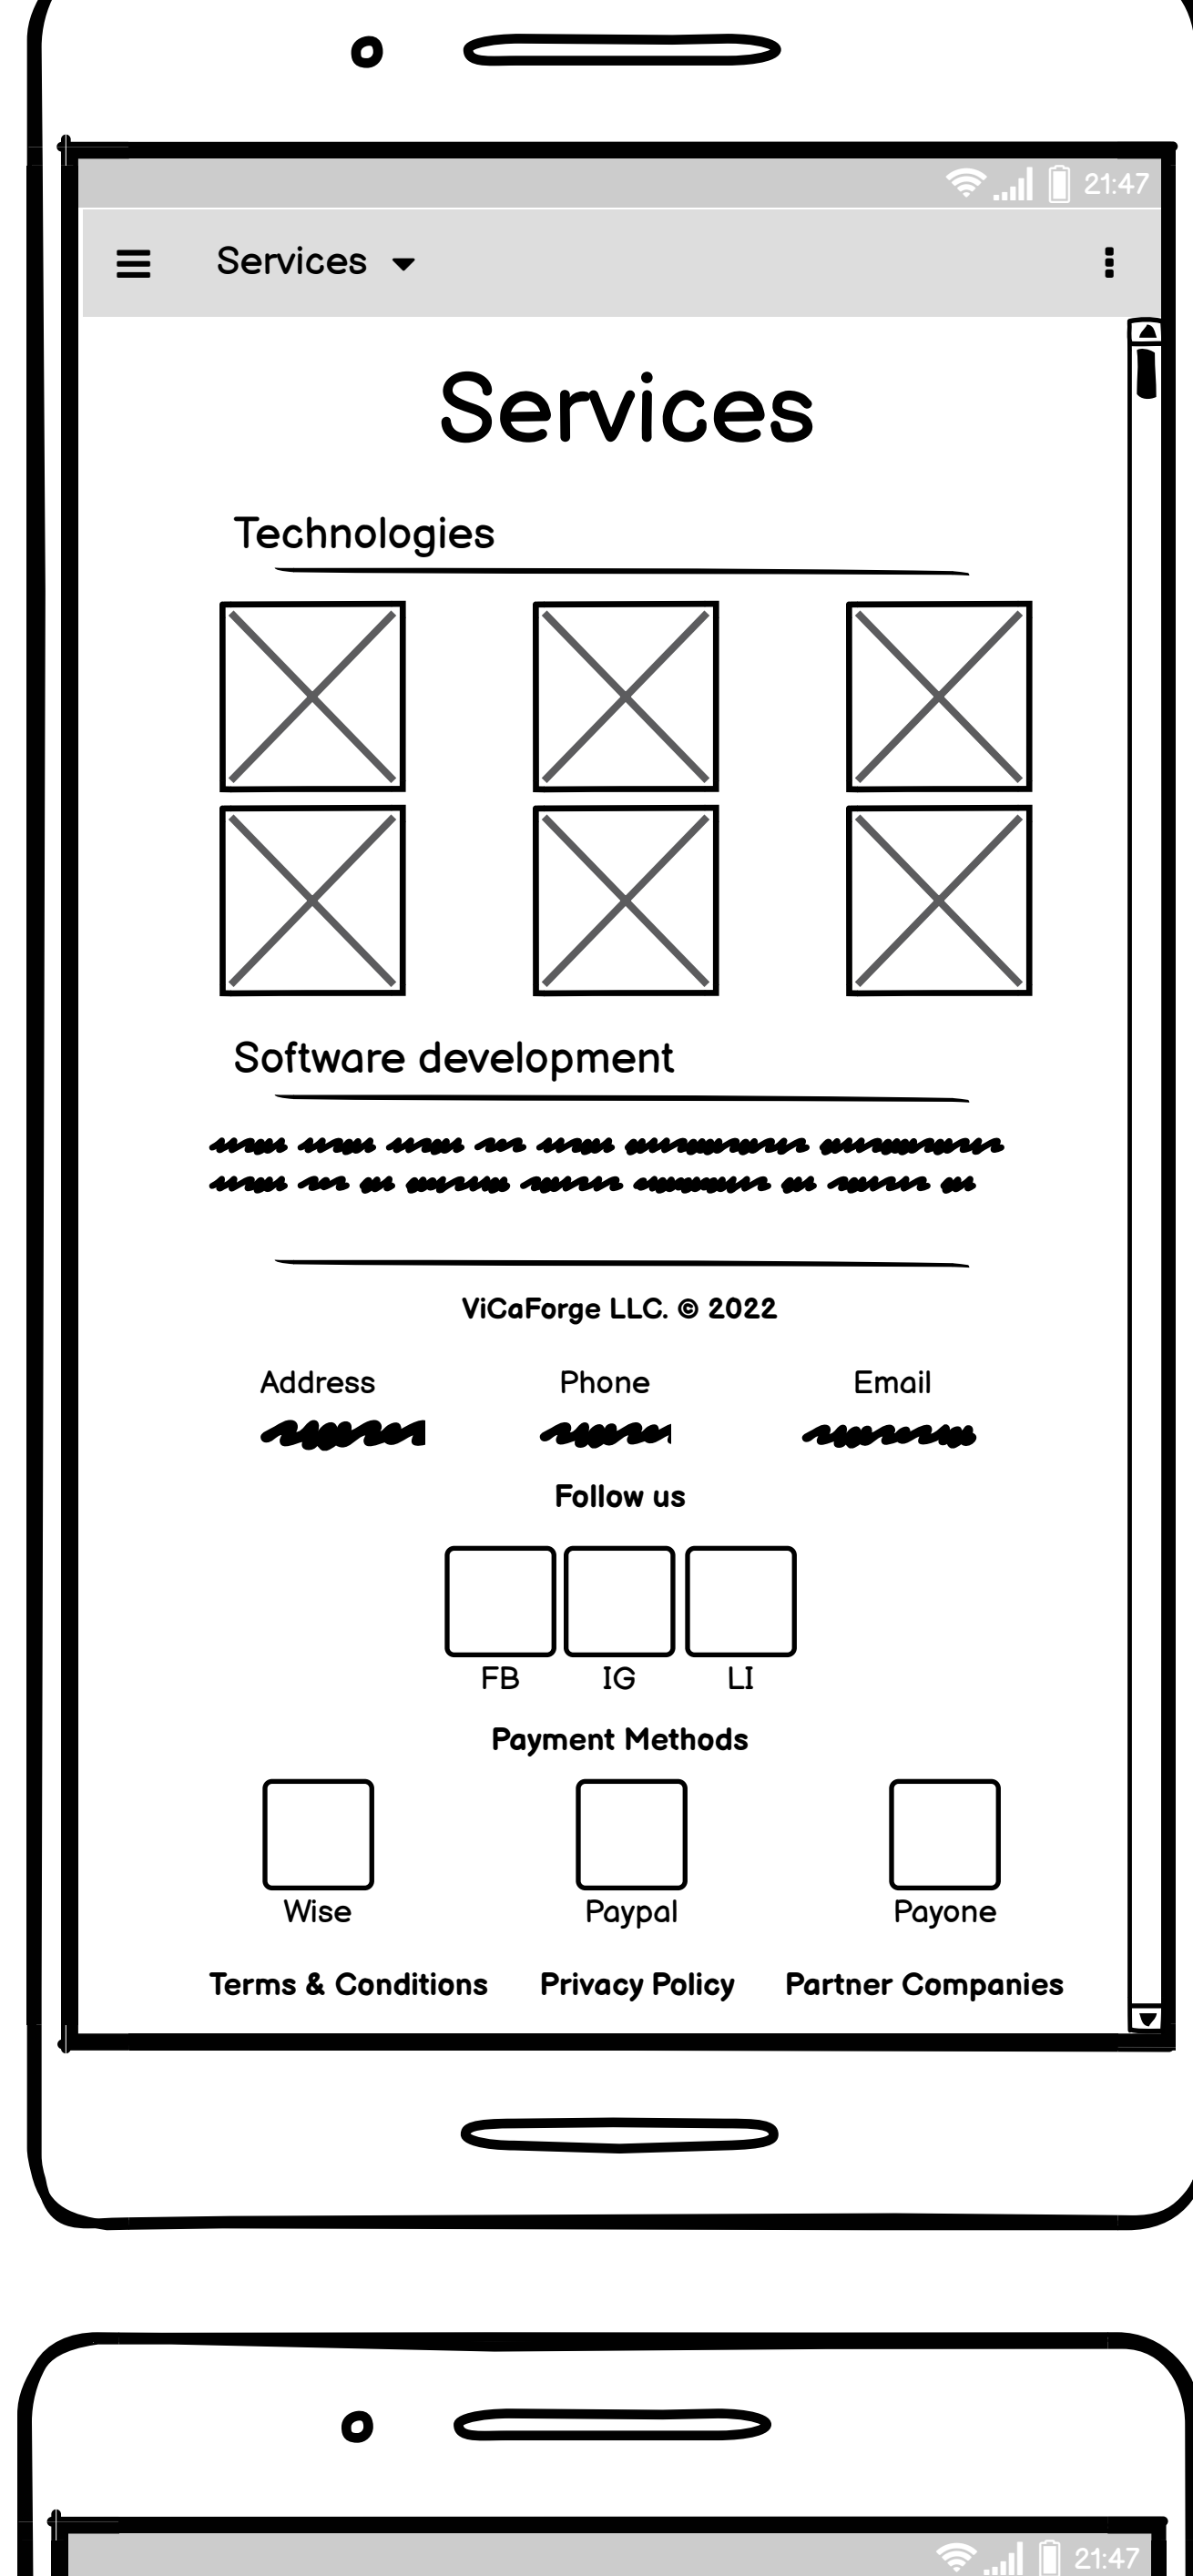 21:47
Services
Services
Technologies
Software development
ViCaForge LLC. © 2022
Address Phone Email
Follow us
FB IG LI
Payment Methods
Wise Paypal Payone
Terms & Conditions Privacy Policy Partner Companies
21:47